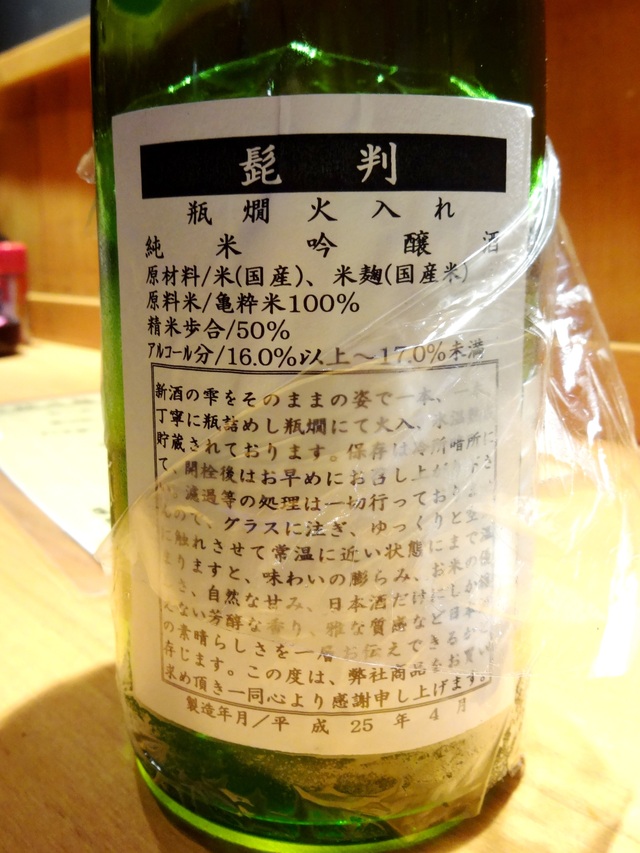 髭判
瓶燗火入れ
純米吟醸酒
原材料/米(国産)、米麹(国産米)
原料米/亀粋米100%
精米歩合/50%
アルコール分/16.0%以上～17.0%未満
新酒の雫をそのままの姿で一本、一本
丁寧に瓶詰めし瓶燗にて火入、氷温
貯蔵されております。保存は冷所暗所に
て、開栓後はお早めにお召し上がり下さ
濾過等の処理は一切行っておりま
んので、グラスに注ぎ、ゆっくりと空
に触れさせて常温に近い状態にまで温
まりますと、味わいの膨らみ、お米の優
さ、自然な甘み、日本酒だけにしか
ない芳醇な香り、雅な質感など日本
の素晴らしさを一層お伝えできるか
存じます。この度は、弊社商品をお買い
求め頂き一同心より感謝申し上げます。
製造年月／平成25年4月